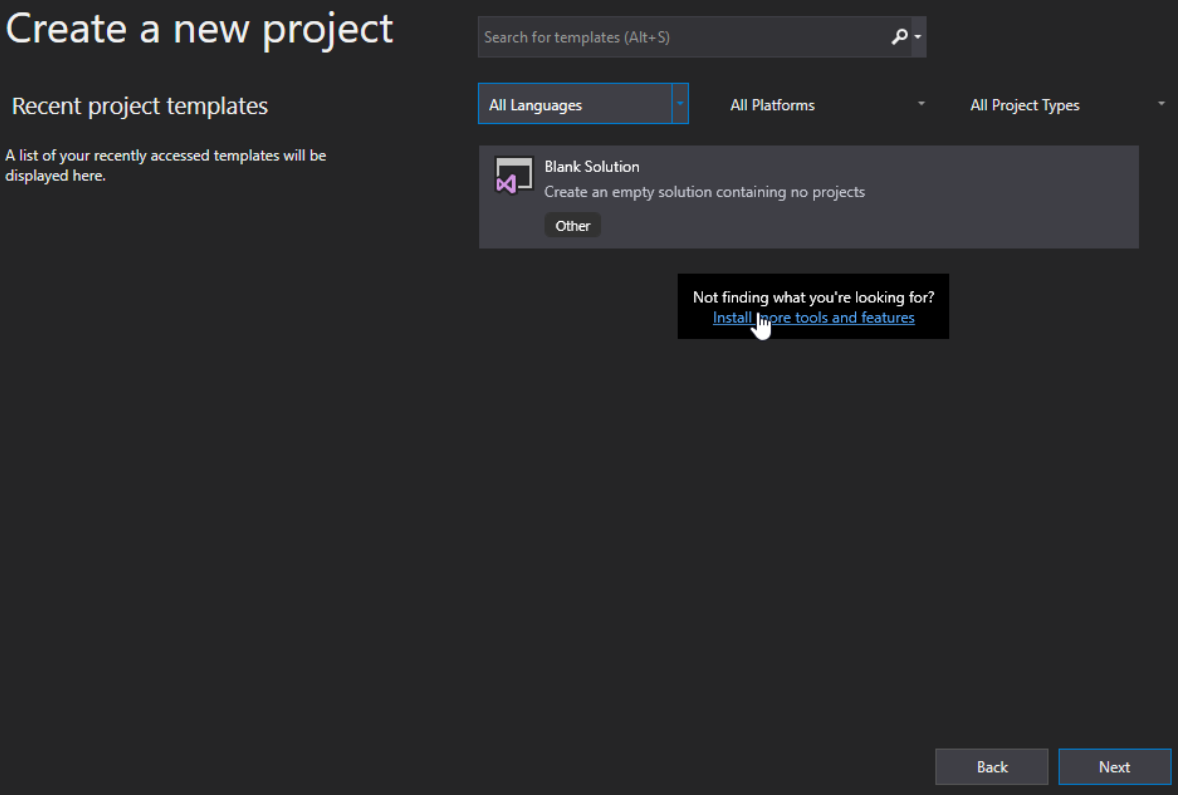 Create a new project
Search for templates (Alt+S)
Recent project templates
All Languages
All Platforms
All Project Types
A list of your recently accessed templates will be
displayed here.
Blank Solution
Create an empty solution containing no projects
Other
Not finding what you're looking for?
Install more tools and features
Back
Next